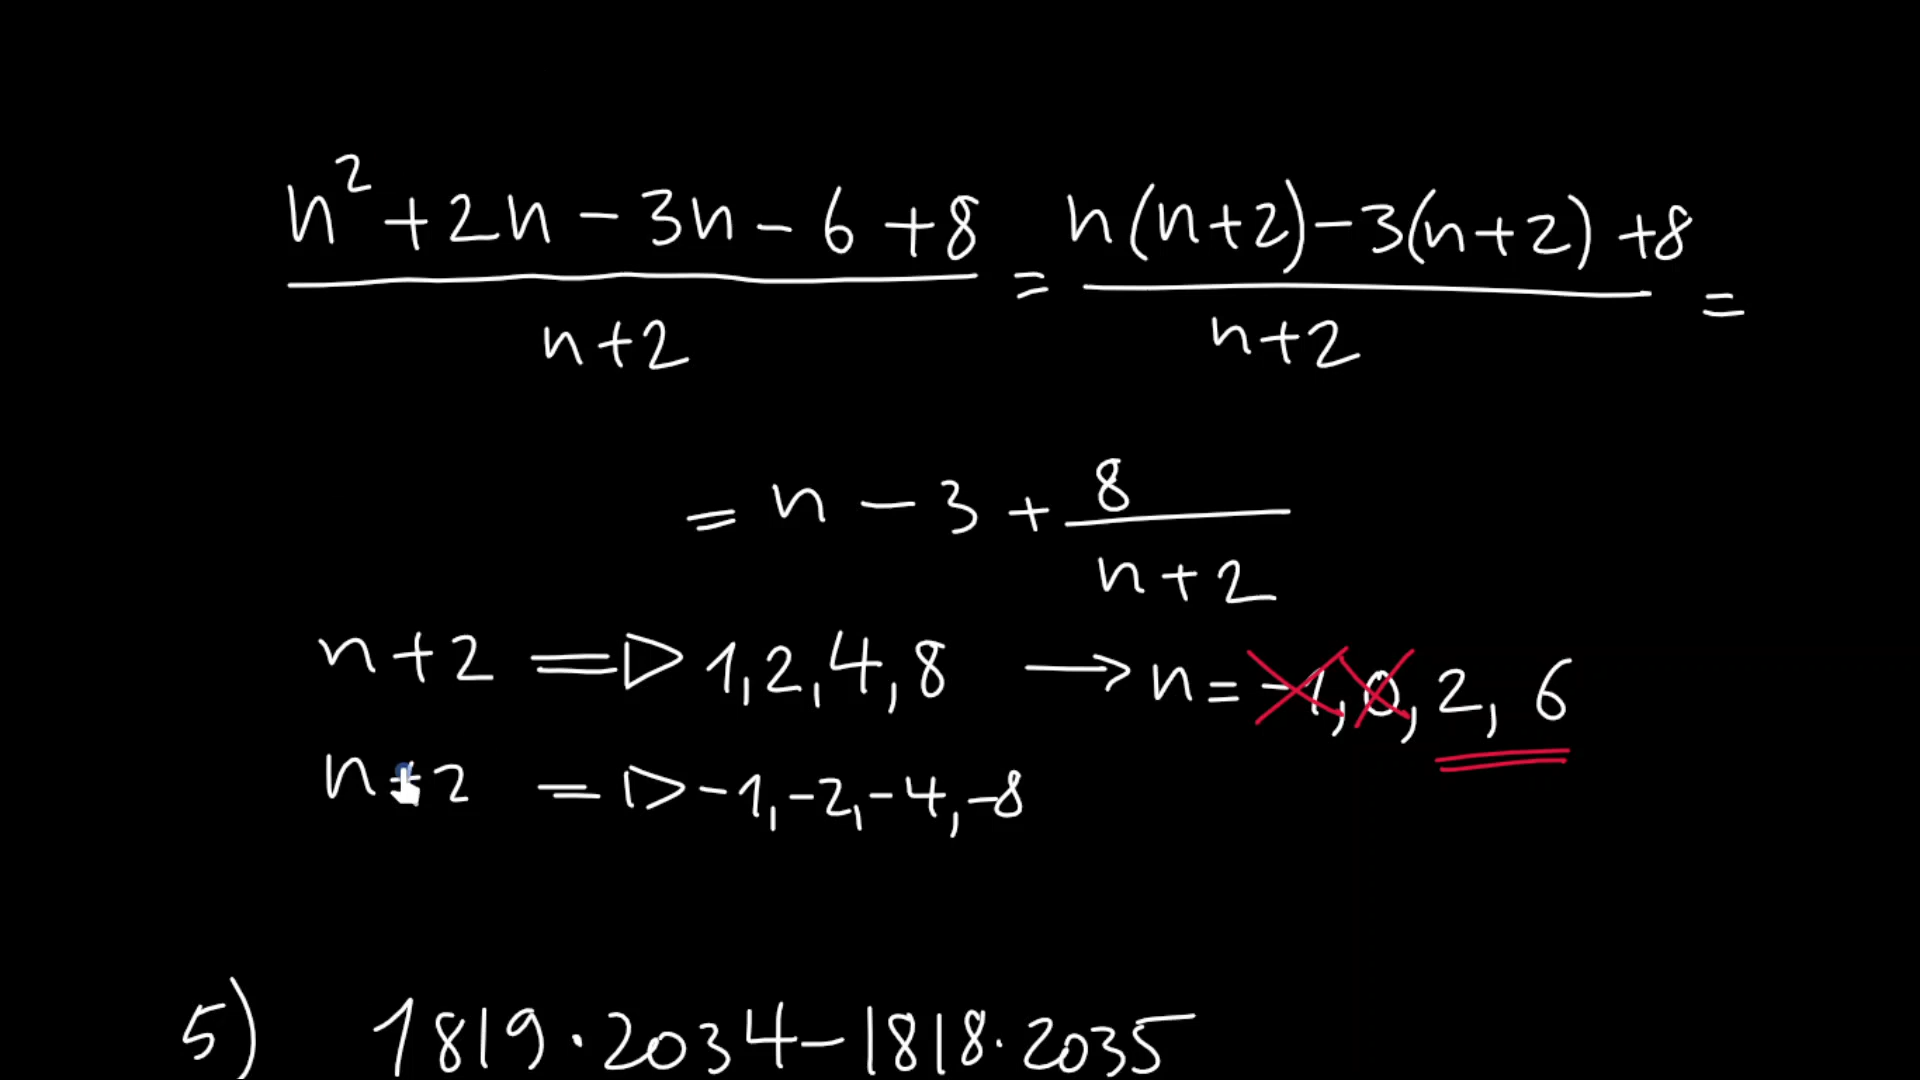 n² + 2n − 3n − 6 + 8 / n + 2 = n(n+2) − 3(n+2) + 8 / n + 2 =
= n − 3 + 8 / n + 2
n + 2 ⇒ 1, 2, 4, 8 → n = -1, 0, 2, 6
n + 2 ⇒ -1, -2, -4, -8
5) 1819 · 2034 − 1818 · 2035